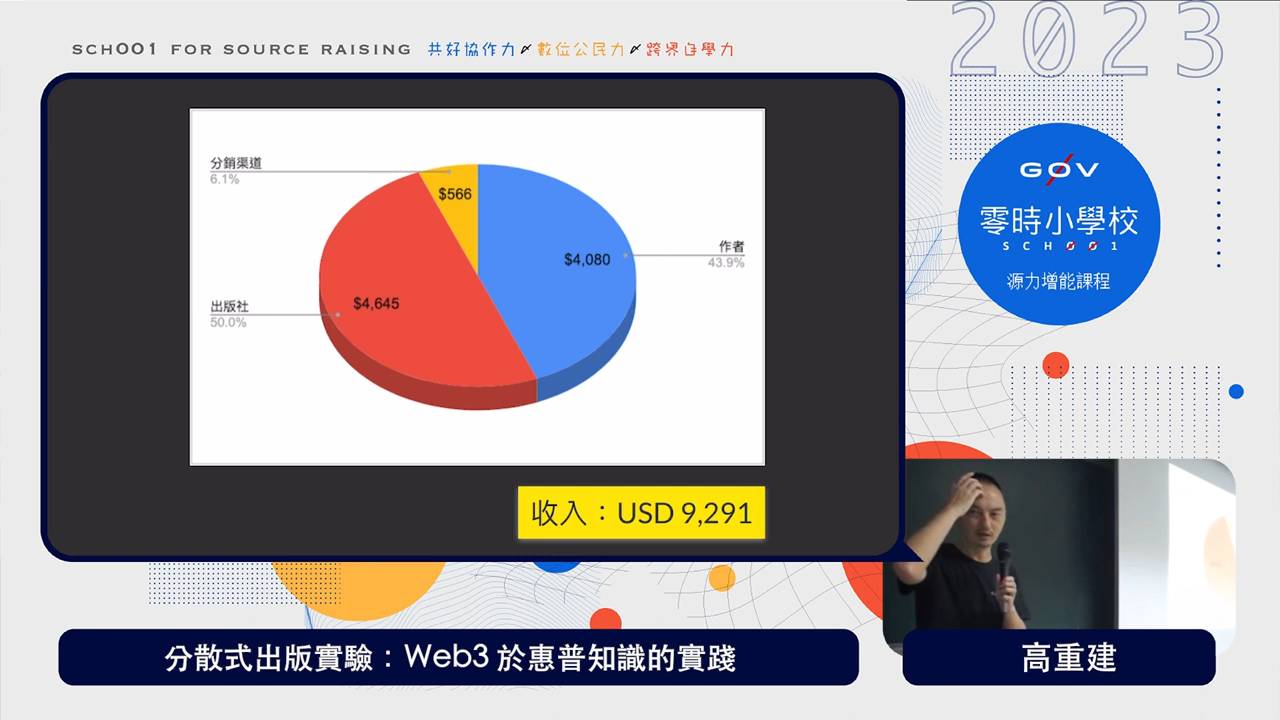 SCHOO1 FOR SOURCE RAISING 共好協作力 數位公民力 跨界自學力
2023
分銷渠道
6.1%
$566
作者
43.9%
$4,080
出版社
50.0%
$4,645
收入：USD 9,291
GØV
零時小學校
SCHØØ1
源力增能課程
分散式出版實驗：Web3 於惠普知識的實踐
高重建